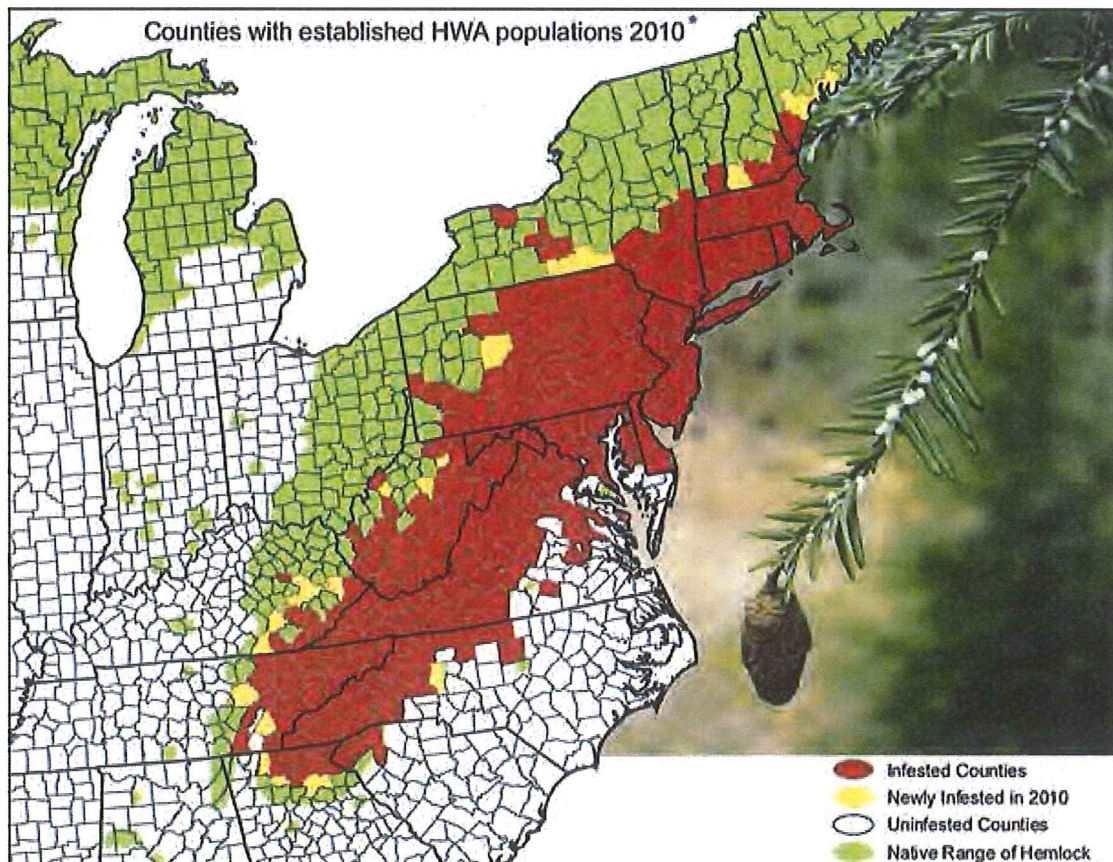 Counties with established HWA populations 2010*
Infested Counties
Newly Infested in 2010
Uninfested Counties
Native Range of Hemlock